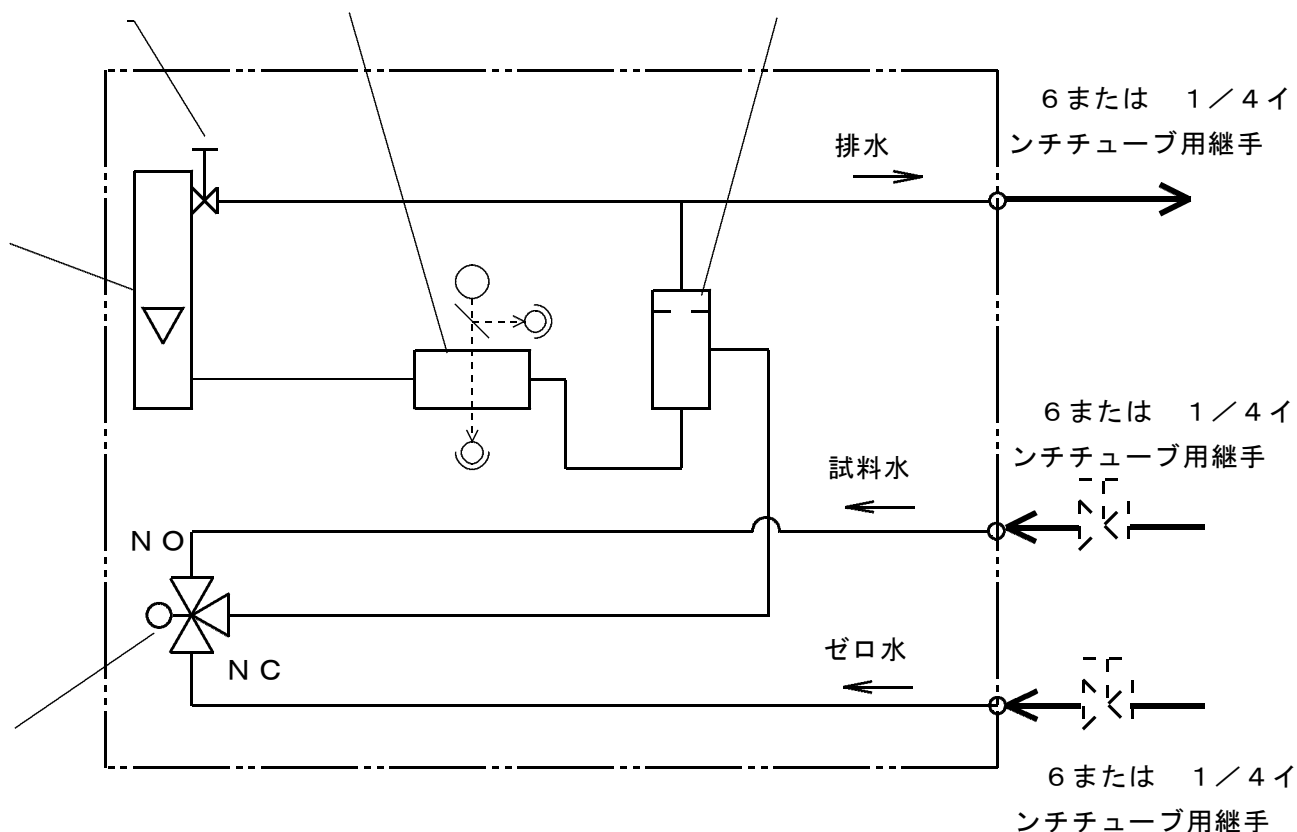 ６または　１／４イ
ンチチューブ用継手
排水
６または　１／４イ
ンチチューブ用継手
試料水
ＮＯ
ゼロ水
ＮＣ
６または　１／４イ
ンチチューブ用継手